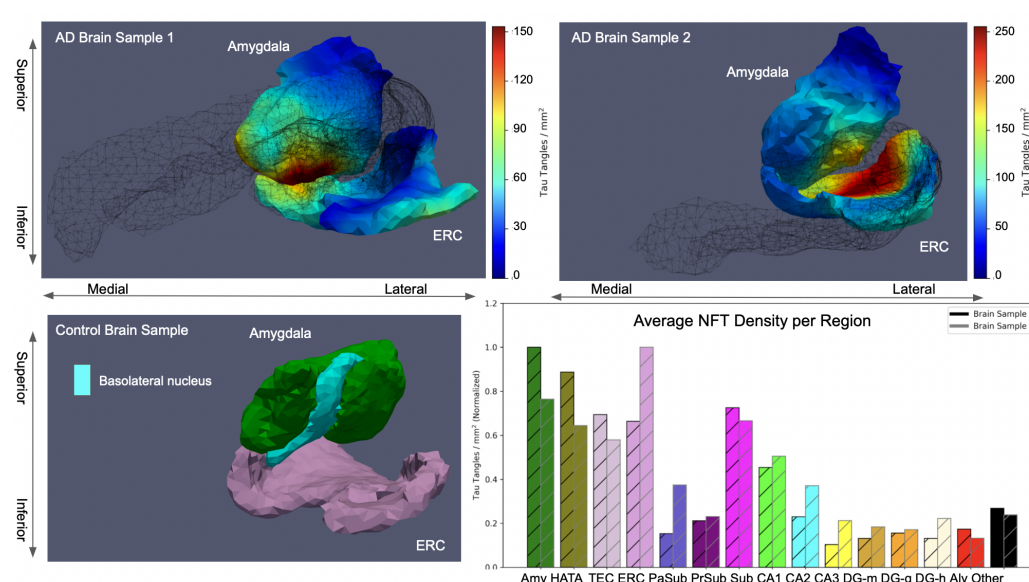 AD Brain Sample 1
Amygdala
ERC
Superior
Inferior
150
120
90
60
30
0
Tau Tangles / mm²
Medial
Lateral
AD Brain Sample 2
Amygdala
ERC
250
200
150
100
50
0
Tau Tangles / mm²
Medial
Lateral
Control Brain Sample
Amygdala
Basolateral nucleus
ERC
Superior
Inferior
Average NFT Density per Region
Brain Sample
Brain Sample
Tau Tangles / mm² (Normalized)
1.2
1.0
0.8
0.6
0.4
0.2
0.0
Amy HATA TEC ERC PaSub PrSub Sub CA1 CA2 CA3 DG-m DG-g DG-h Alv Other